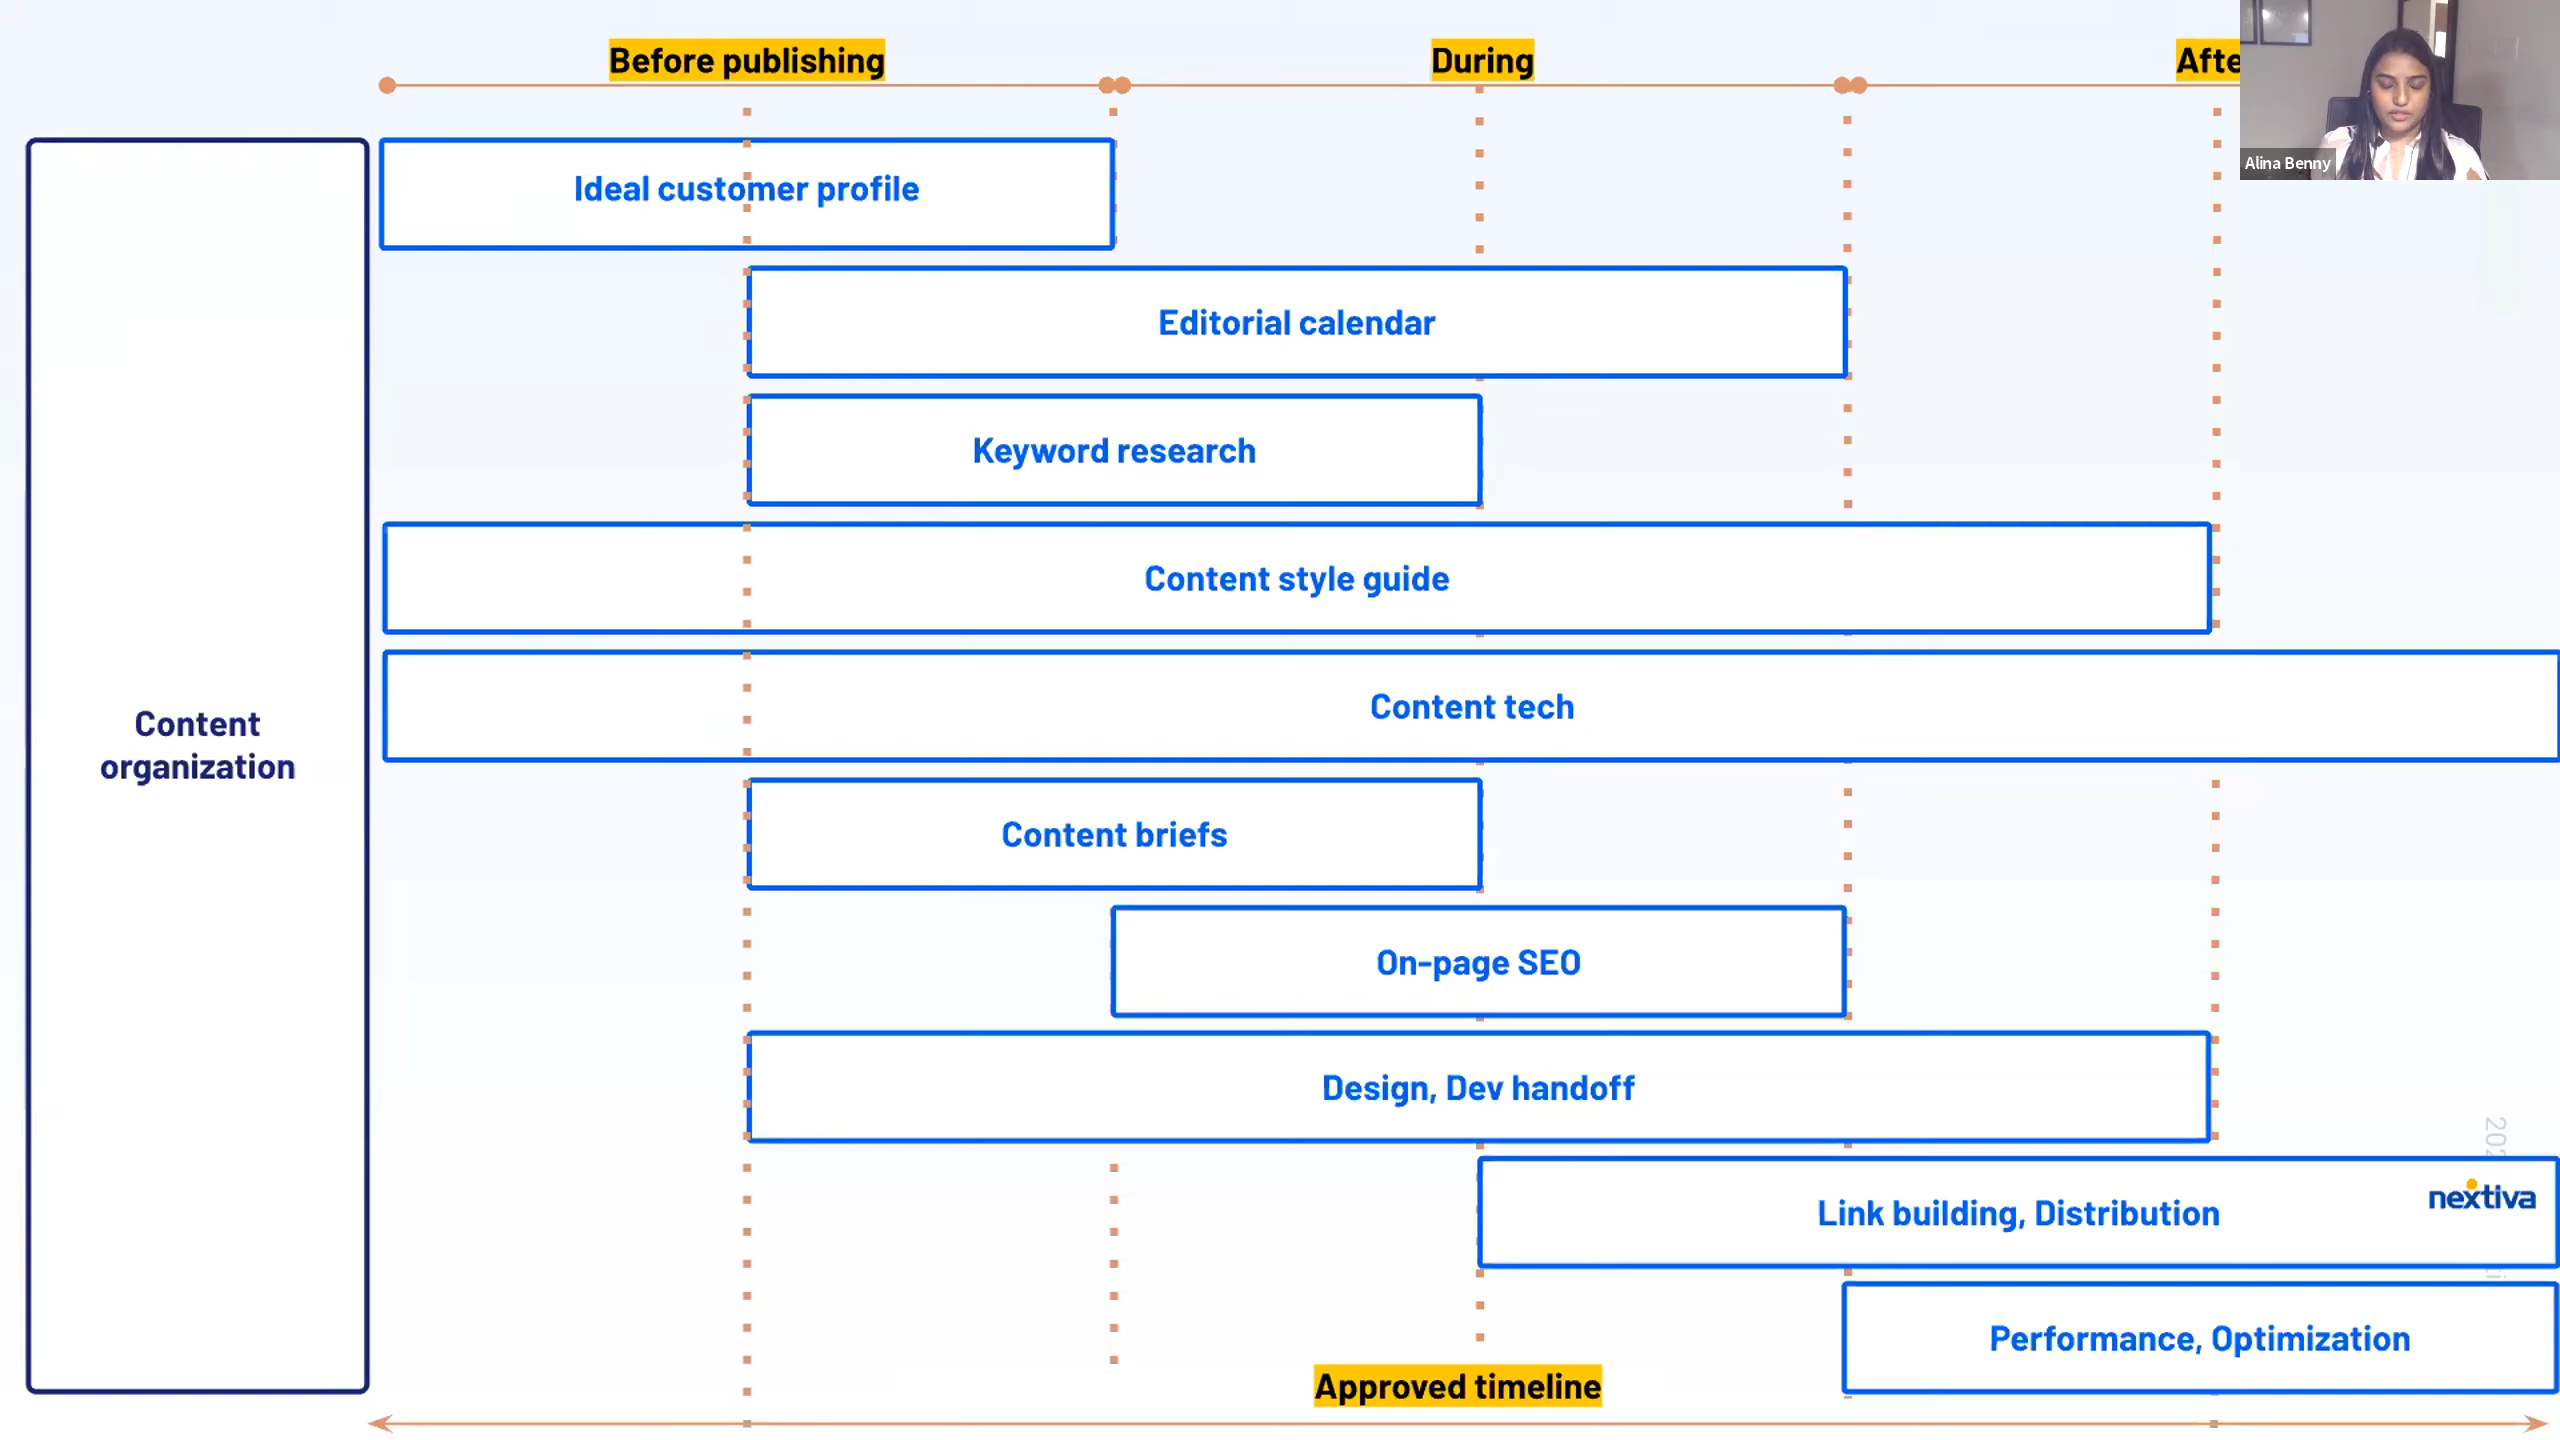 Before publishing
During
Afte
Alina Benny
Ideal customer profile
Editorial calendar
Keyword research
Content style guide
Content tech
Content
organization
Content briefs
On-page SEO
Design, Dev handoff
Link building, Distribution
nextiva
Performance, Optimization
Approved timeline